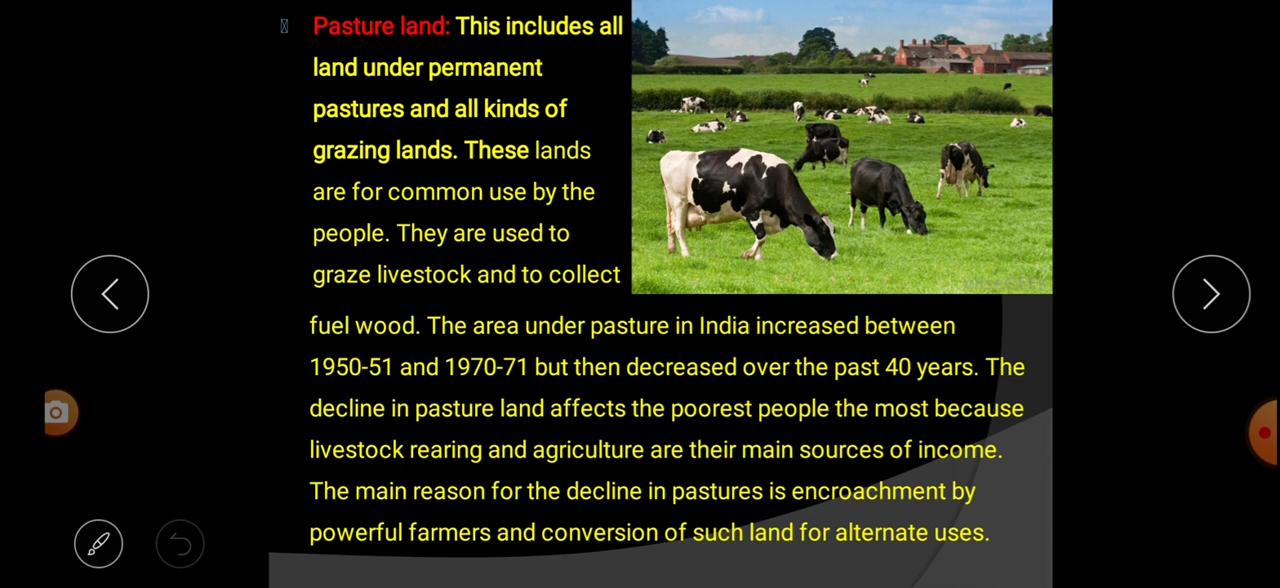 Pasture land: This includes all
land under permanent
pastures and all kinds of
grazing lands. These lands
are for common use by the
people. They are used to
graze livestock and to collect
fuel wood. The area under pasture in India increased between
1950-51 and 1970-71 but then decreased over the past 40 years. The
decline in pasture land affects the poorest people the most because
livestock rearing and agriculture are their main sources of income.
The main reason for the decline in pastures is encroachment by
powerful farmers and conversion of such land for alternate uses.